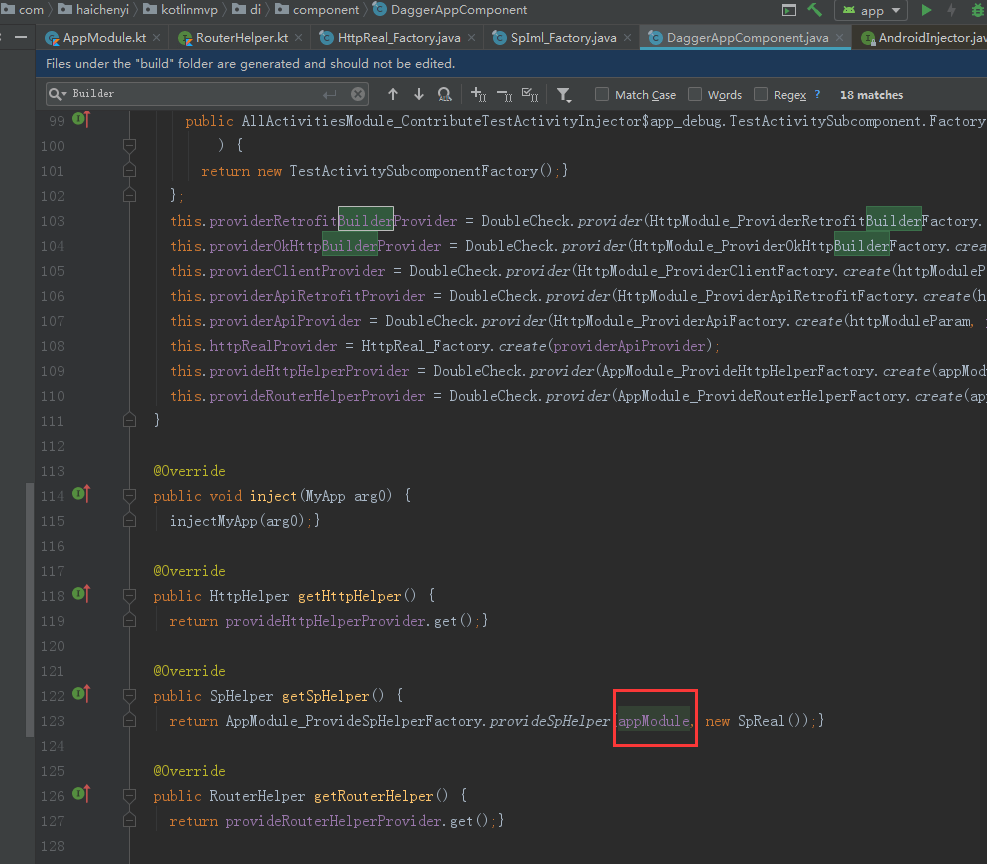 com haichenyi kotlinmvp di component DaggerAppComponent app
AppModule.kt RouterHelper.kt HttpReal_Factory.java SpIml_Factory.java DaggerAppComponent.java AndroidInjector.jav
Files under the "build" folder are generated and should not be edited.
Builder Match Case Words Regex ? 18 matches
99 public AllActivitiesModule_ContributeTestActivityInjector$app_debug.TestActivitySubcomponent.Factory
100 ) {
101 return new TestActivitySubcomponentFactory();}
102 };
103 this.providerRetrofitBuilderProvider = DoubleCheck.provider(HttpModule_ProviderRetrofitBuilderFactory.
104 this.providerOkHttpBuilderProvider = DoubleCheck.provider(HttpModule_ProviderOkHttpBuilderFactory.crea
105 this.providerClientProvider = DoubleCheck.provider(HttpModule_ProviderClientFactory.create(httpModuleP
106 this.providerApiRetrofitProvider = DoubleCheck.provider(HttpModule_ProviderApiRetrofitFactory.create(h
107 this.providerApiProvider = DoubleCheck.provider(HttpModule_ProviderApiFactory.create(httpModuleParam,
108 this.httpRealProvider = HttpReal_Factory.create(providerApiProvider);
109 this.provideHttpHelperProvider = DoubleCheck.provider(AppModule_ProvideHttpHelperFactory.create(appMod
110 this.provideRouterHelperProvider = DoubleCheck.provider(AppModule_ProvideRouterHelperFactory.create(ap
111 }
112
113 @Override
114 public void inject(MyApp arg0) {
115 injectMyApp(arg0);}
116
117 @Override
118 public HttpHelper getHttpHelper() {
119 return provideHttpHelperProvider.get();}
120
121 @Override
122 public SpHelper getSpHelper() {
123 return AppModule_ProvideSpHelperFactory.provideSpHelper(appModule, new SpReal());}
124
125 @Override
126 public RouterHelper getRouterHelper() {
127 return provideRouterHelperProvider.get();}
128